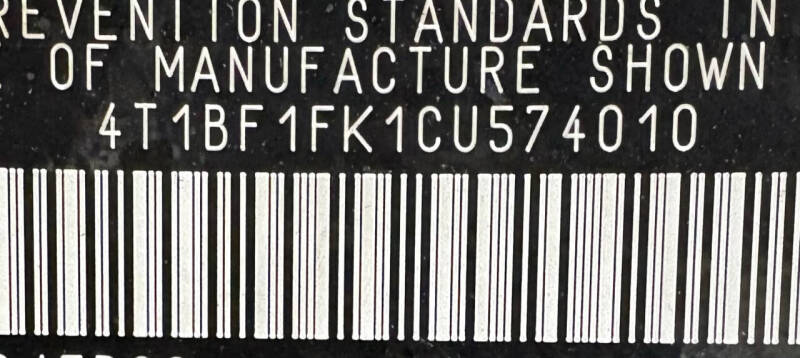 REVENTION STANDARDS IN
OF MANUFACTURE SHOWN
4T1BF1FK1CU574010